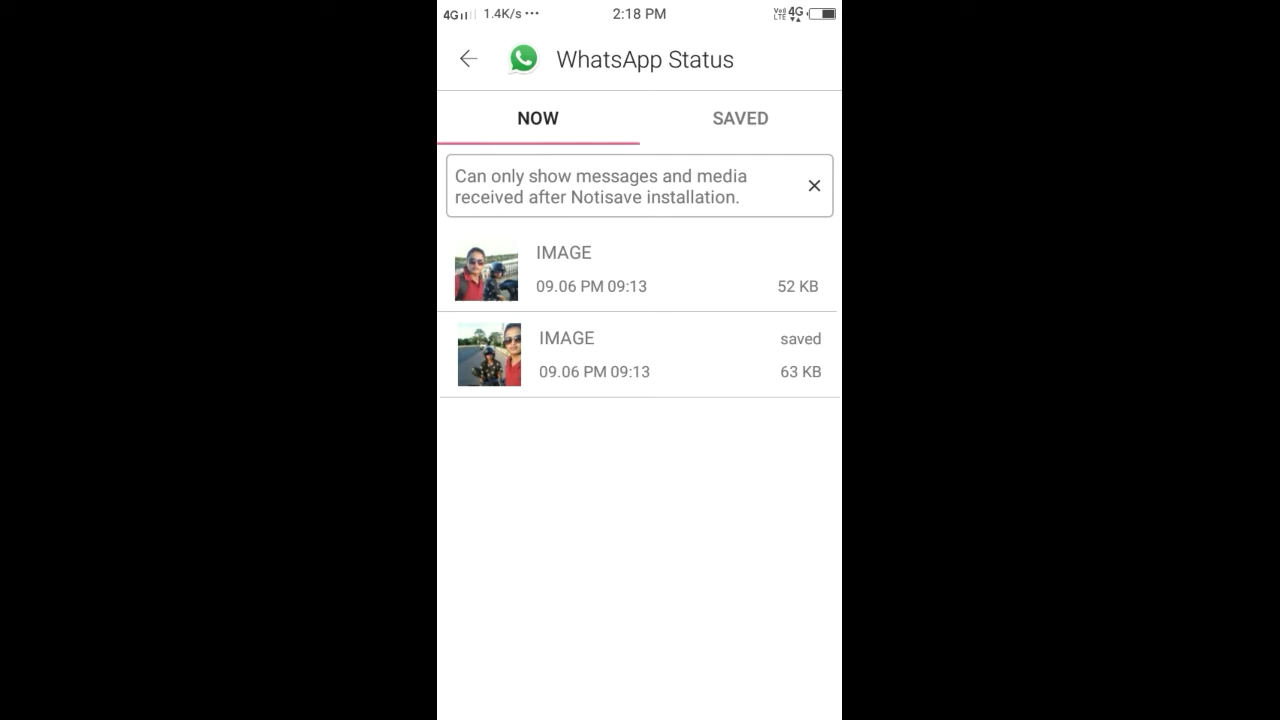 4G 1.4K/s ... 2:18 PM VoLTE 4G
WhatsApp Status
NOW SAVED
Can only show messages and media
received after Notisave installation.
IMAGE
09.06 PM 09:13 52 KB
IMAGE saved
09.06 PM 09:13 63 KB